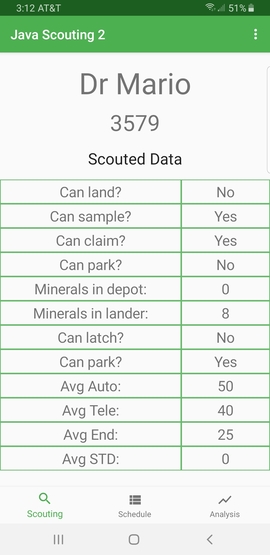 3:12 AT&T 51%
Java Scouting 2
Dr Mario
3579
Scouted Data
Can land? No
Can sample? Yes
Can claim? Yes
Can park? No
Minerals in depot: 0
Minerals in lander: 8
Can latch? No
Can park? Yes
Avg Auto: 50
Avg Tele: 40
Avg End: 25
Avg STD: 0
Scouting Schedule Analysis